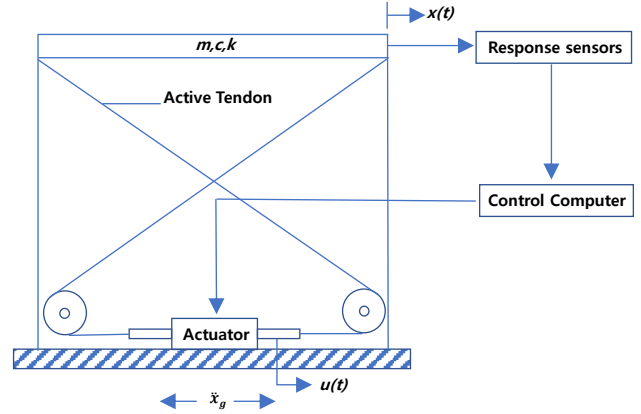 x(t)
m,c,k
Response sensors
Active Tendon
Control Computer
Actuator
u(t)
ẍg